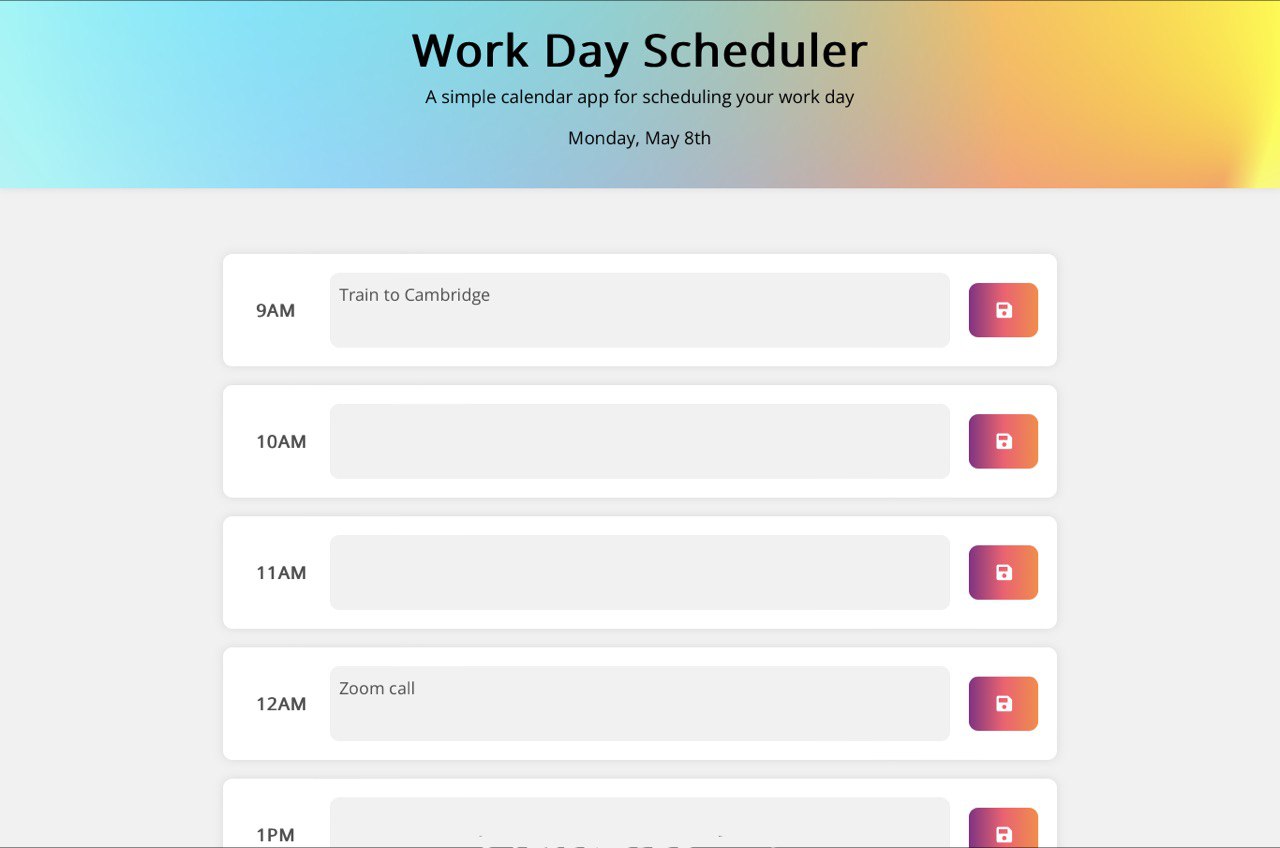 Work Day Scheduler
A simple calendar app for scheduling your work day
Monday, May 8th
9AM
Train to Cambridge
10AM
11AM
12AM
Zoom call
1PM